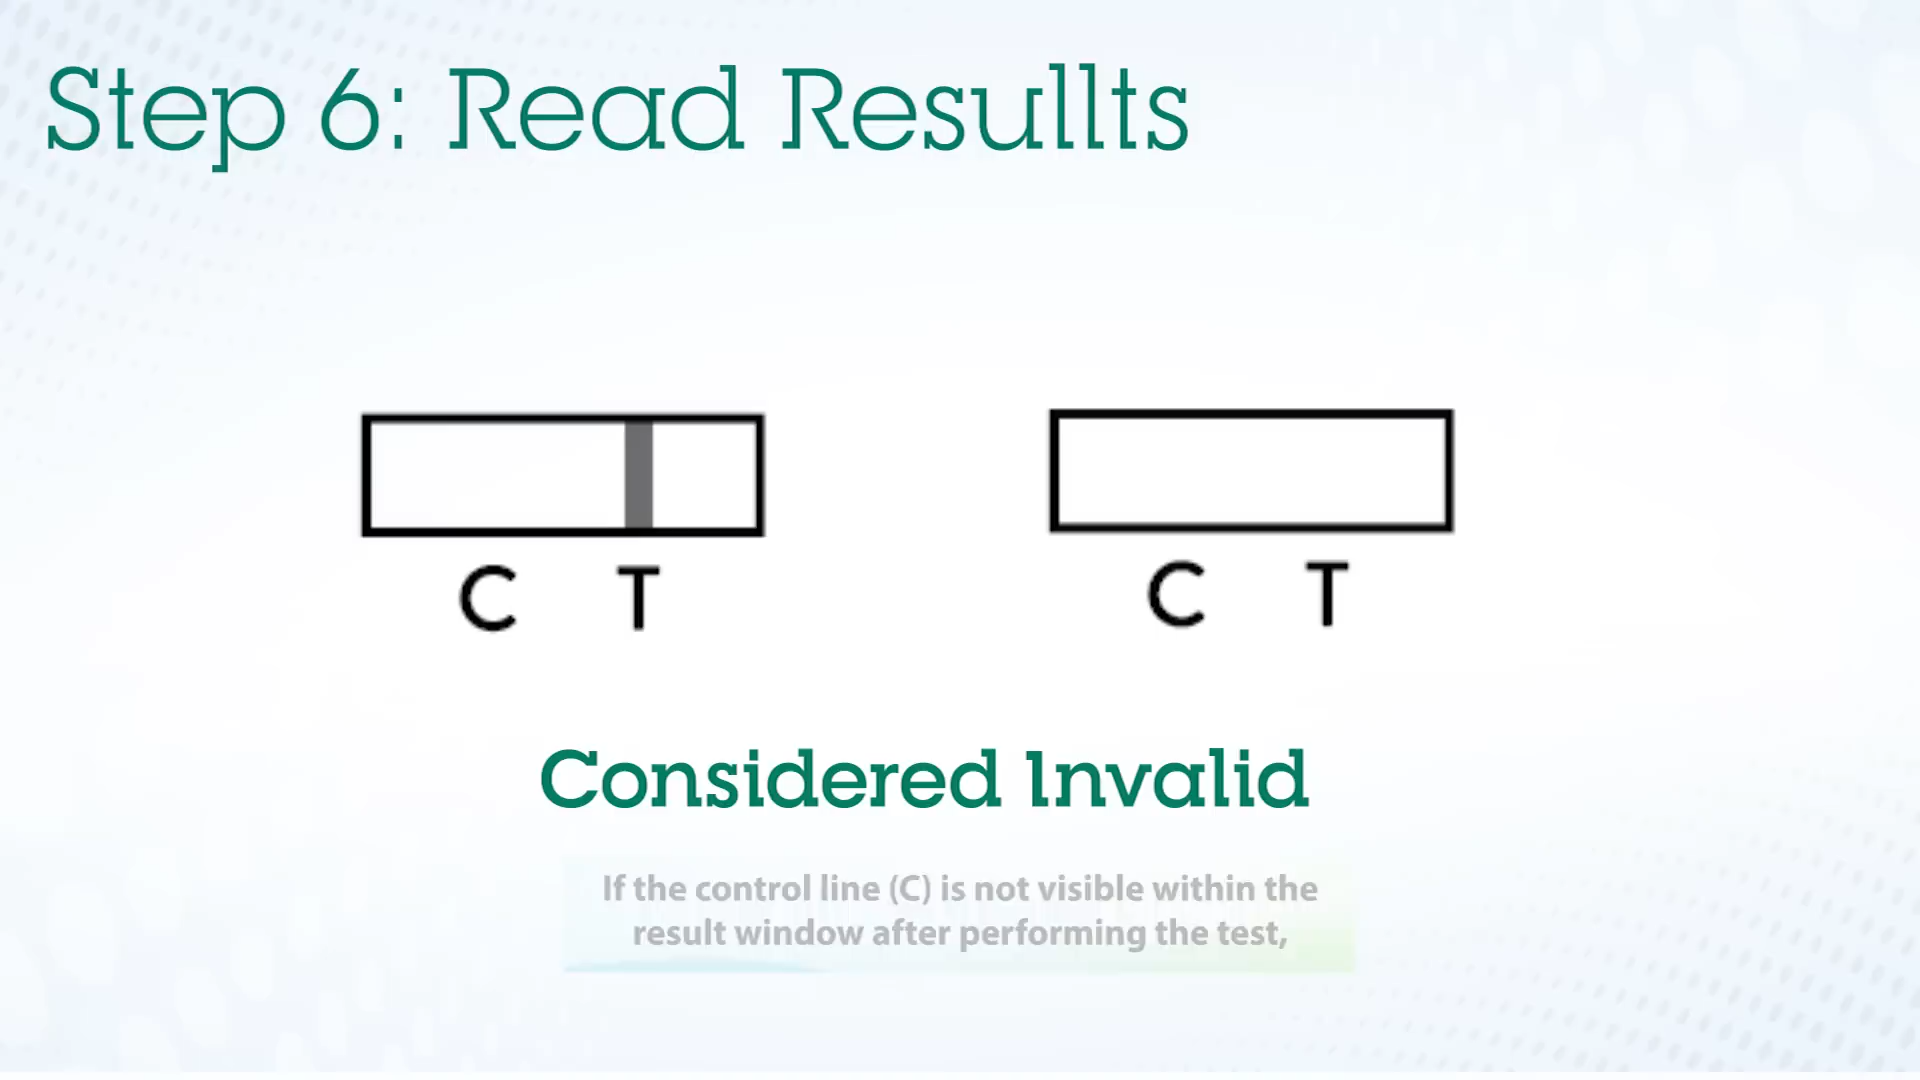 Step 6: Read Resullts
C T
C T
Considered Invalid
If the control line (C) is not visible within the
result window after performing the test,